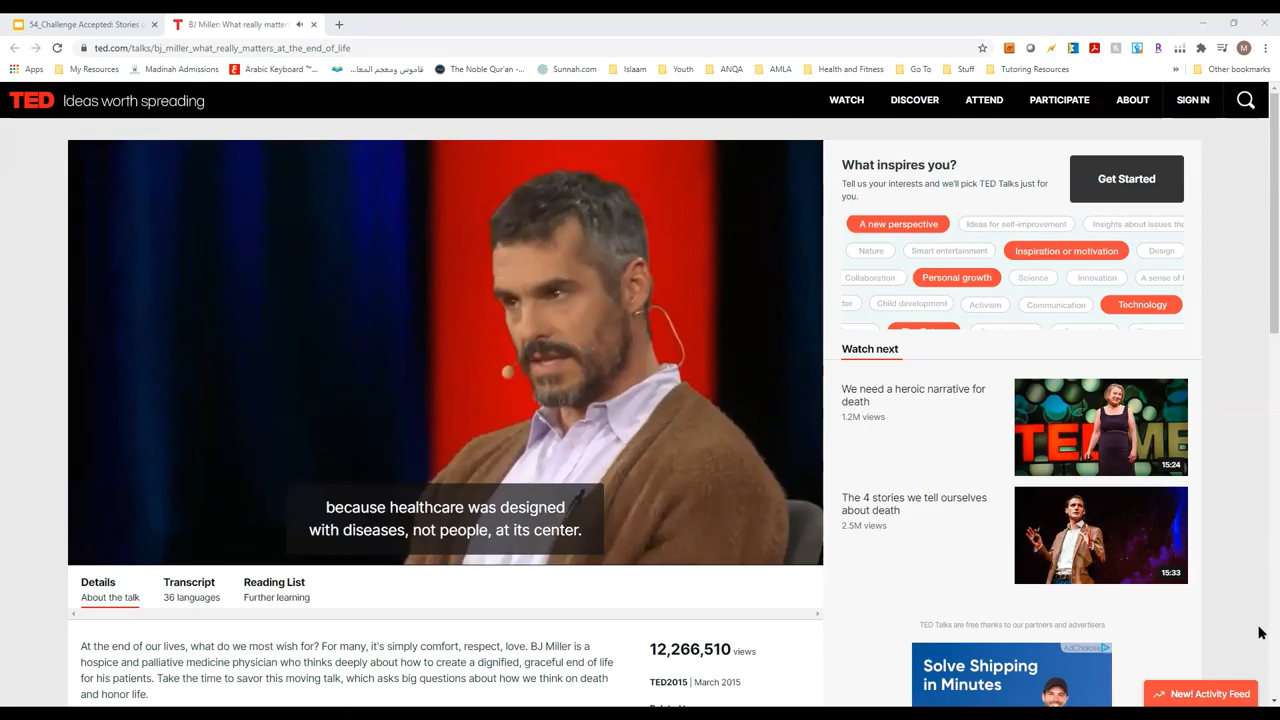 54_Challenge Accepted: Stories
BJ Miller: What really matters
ted.com/talks/bj_miller_what_really_matters_at_the_end_of_life
Apps
My Resources
Madinah Admissions
Arabic Keyboard ™...
قاموس ومعجم المعا...
The Noble Qur'an -...
Sunnah.com
Islaam
Youth
ANQA
AMLA
Health and Fitness
Go To
Stuff
Tutoring Resources
»
Other bookmarks
TED Ideas worth spreading
WATCH
DISCOVER
ATTEND
PARTICIPATE
ABOUT
SIGN IN
because healthcare was designed
with diseases, not people, at its center.
What inspires you?
Tell us your interests and we'll pick TED Talks just for
you.
Get Started
A new perspective
Ideas for self-improvement
Insights about issues
Nature
Smart entertainment
Inspiration or motivation
Design
Collaboration
Personal growth
Science
Innovation
A sense of
Child development
Activism
Communication
Technology
Watch next
We need a heroic narrative for
death
1.2M views
15:24
The 4 stories we tell ourselves
about death
2.5M views
15:33
Details
About the talk
Transcript
36 languages
Reading List
Further learning
At the end of our lives, what do we most wish for? For many, it's simply comfort, respect, love. BJ Miller is a
hospice and palliative medicine physician who thinks deeply about how to create a dignified, graceful end of life
for his patients. Take the time to savor this moving talk, which asks big questions about how we think on death
and honor life.
12,266,510 views
TED2015 | March 2015
TED Talks are free thanks to our partners and advertisers
AdChoices
Solve Shipping
in Minutes
New! Activity Feed